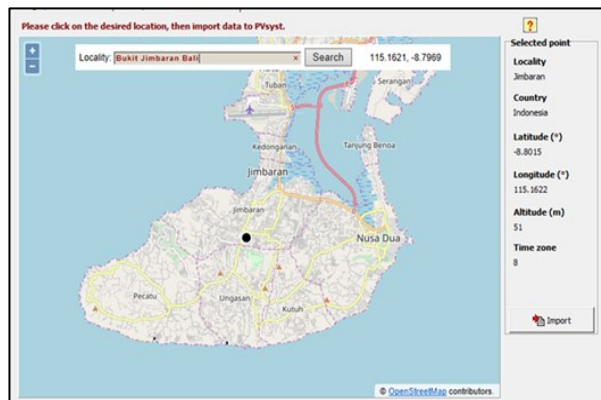 Please click on the desired location, then import data to PVsyst.
?
+
−
Locality: Bukit Jimbaran Bali × Search 115.1621, -8.7969
Tuban
Serangan
Kedonganan
Tanjung Benoa
Jimbaran
Jimbaran
Nusa Dua
Pecatu
Ungasan
Kutuh
© OpenStreetMap contributors.
Selected point
Locality
Jimbaran
Country
Indonesia
Latitude (°)
-8.8015
Longitude (°)
115.1622
Altitude (m)
51
Time zone
8
Import